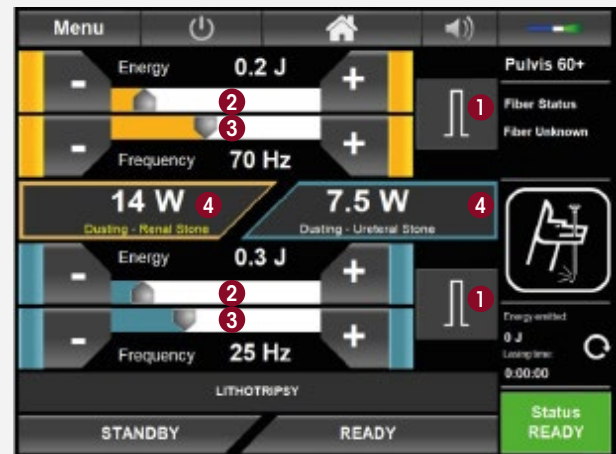 Menu
Pulvis 60+
Energy 0.2 J
- +
2
1
Fiber Status
3
Fiber Unknown
- +
Frequency 70 Hz
14 W 4
Dusting - Renal Stone
7.5 W 4
Dusting - Ureteral Stone
Energy 0.3 J
- +
2
1
3
- +
Frequency 25 Hz
Energy emitted:
0 J
Lasing time:
0:00:00
LITHOTRIPSY
STANDBY
READY
Status
READY